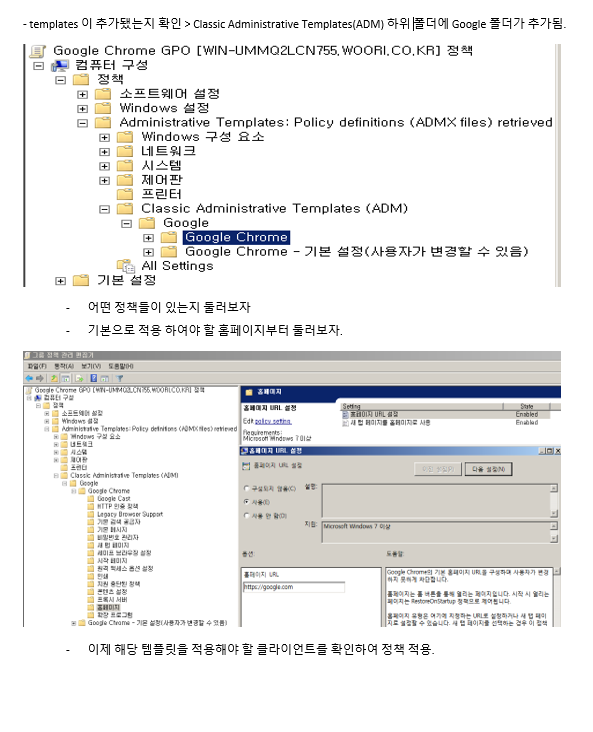 - templates 이 추가됐는지 확인 > Classic Administrative Templates(ADM) 하위폴더에 Google 폴더가 추가됨.
Google Chrome GPO [WIN-UMMQ2LCN755.WOORI.CO.KR] 정책
컴퓨터 구성
정책
소프트웨어 설정
Windows 설정
Administrative Templates: Policy definitions (ADMX files) retrieved
Windows 구성 요소
네트워크
시스템
제어판
프린터
Classic Administrative Templates (ADM)
Google
Google Chrome
Google Chrome - 기본 설정(사용자가 변경할 수 있음)
All Settings
기본 설정
- 어떤 정책들이 있는지 둘러보자
- 기본으로 적용 하여야 할 홈페이지부터 둘러보자.
그룹 정책 관리 편집기
파일(F) 동작(A) 보기(V) 도움말(H)
Google Chrome GPO [WIN-UMMQ2LCN755.WOORI.CO.KR] 정책
컴퓨터 구성
정책
소프트웨어 설정
Windows 설정
Administrative Templates: Policy definitions (ADMX files) retrieved
Windows 구성 요소
네트워크
시스템
제어판
프린터
Classic Administrative Templates (ADM)
Google
Google Chrome
Google Cast
HTTP 인증 정책
Legacy Browser Support
기본 검색 공급자
기본 메시지
비밀번호 관리자
새 탭 페이지
세이프 브라우징 설정
시작 페이지
원격 액세스 옵션 설정
인쇄
지원 중단된 정책
콘텐츠 설정
프록시 서버
홈페이지
확장 프로그램
Google Chrome - 기본 설정(사용자가 변경할 수 있음)
홈페이지
홈페이지 URL 설정
Edit policy setting.
Requirements:
Microsoft Windows 7 이상
Setting State
홈페이지 URL 설정 Enabled
새 탭 페이지를 홈페이지로 사용 Enabled
홈페이지 URL 설정
홈페이지 URL 설정
다음 설정(N)
구성되지 않음(C) 설명:
사용(E)
사용 안 함(D)
지원: Microsoft Windows 7 이상
옵션: 도움말:
홈페이지 URL
https://google.com
Google Chrome의 기본 홈페이지 URL을 구성하며 사용자가 변경하지 못하게 차단합니다.
홈페이지는 홈 버튼을 통해 열리는 페이지입니다. 시작 시 열리는
페이지는 RestoreOnStartup 정책으로 제어됩니다.
홈페이지 유형은 여기에 지정하는 URL로 설정하거나 새 탭 페이
지로 설정할 수 있습니다. 새 탭 페이지를 선택하는 경우 이 정책
- 이제 해당 템플릿을 적용해야 할 클라이언트를 확인하여 정책 적용.